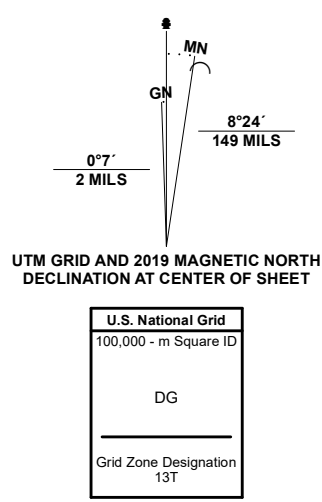 MN
GN
8°24´
149 MILS
0°7´
2 MILS
UTM GRID AND 2019 MAGNETIC NORTH
DECLINATION AT CENTER OF SHEET
U.S. National Grid
100,000 - m Square ID
DG
Grid Zone Designation
13T